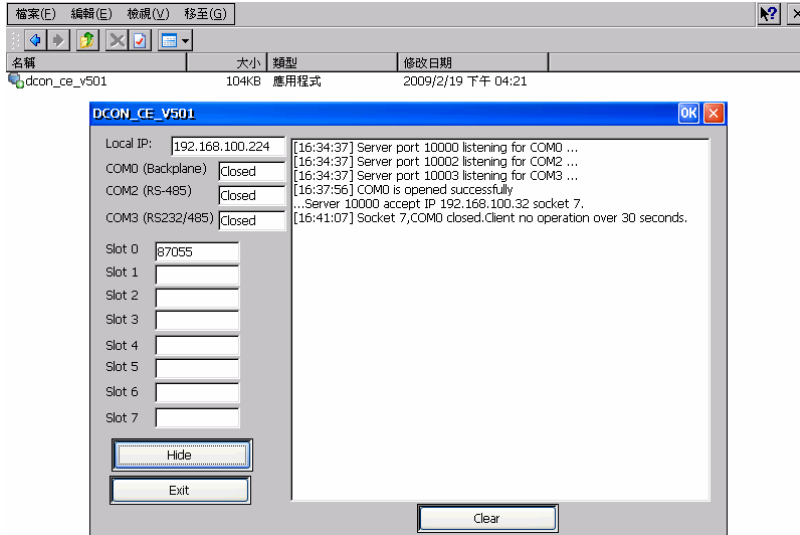 檔案(F) 編輯(E) 檢視(V) 移至(G)
名稱 大小 類型 修改日期
dcon_ce_v501 104KB 應用程式 2009/2/19 下午 04:21
DCON_CE_V501 OK
Local IP: 192.168.100.224
COM0 (Backplane) Closed
COM2 (RS-485) Closed
COM3 (RS232/485) Closed
Slot 0 87055
Slot 1
Slot 2
Slot 3
Slot 4
Slot 5
Slot 6
Slot 7
Hide
Exit
[16:34:37] Server port 10000 listening for COM0 ...
[16:34:37] Server port 10002 listening for COM2 ...
[16:34:37] Server port 10003 listening for COM3 ...
[16:37:56] COM0 is opened successfully
...Server 10000 accept IP 192.168.100.32 socket 7.
[16:41:07] Socket 7,COM0 closed.Client no operation over 30 seconds.
Clear